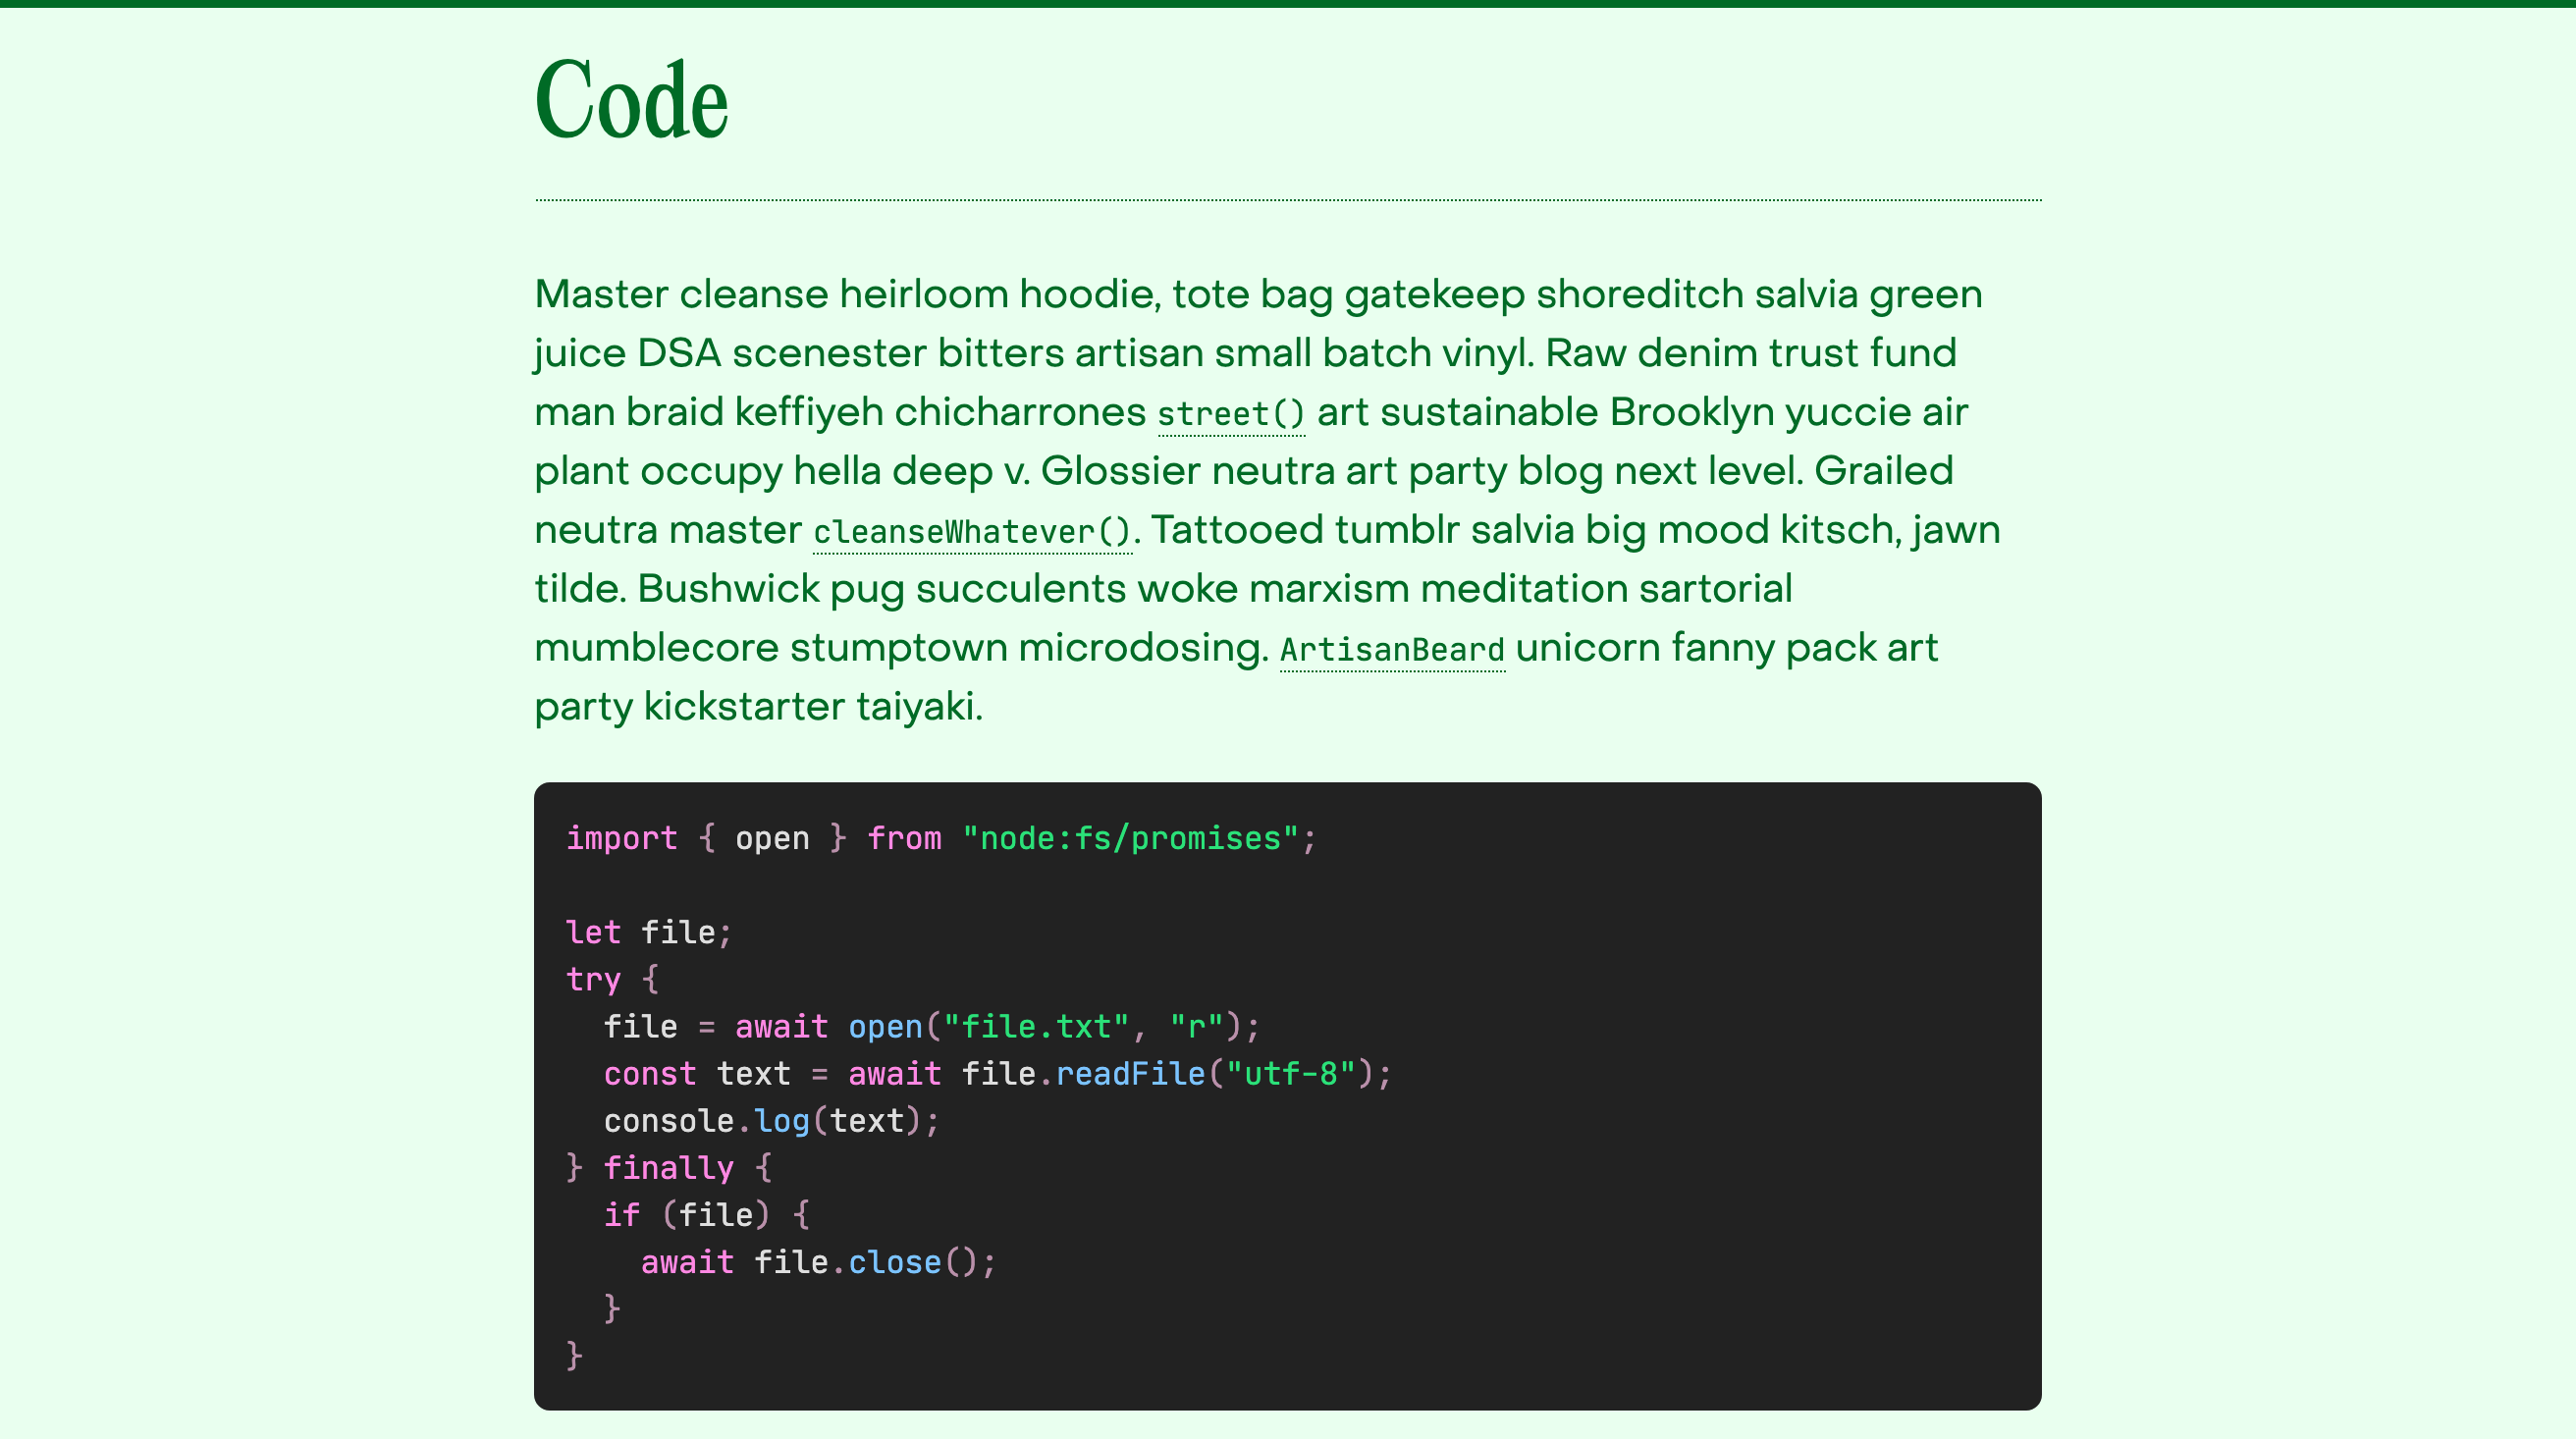 Code
Master cleanse heirloom hoodie, tote bag gatekeep shoreditch salvia green
juice DSA scenester bitters artisan small batch vinyl. Raw denim trust fund
man braid keffiyeh chicharrones street() art sustainable Brooklyn yuccie air
plant occupy hella deep v. Glossier neutra art party blog next level. Grailed
neutra master cleanseWhatever(). Tattooed tumblr salvia big mood kitsch, jawn
tilde. Bushwick pug succulents woke marxism meditation sartorial
mumblecore stumptown microdosing. ArtisanBeard unicorn fanny pack art
party kickstarter taiyaki.
import { open } from "node:fs/promises";

let file;
try {
  file = await open("file.txt", "r");
  const text = await file.readFile("utf-8");
  console.log(text);
} finally {
  if (file) {
    await file.close();
  }
}